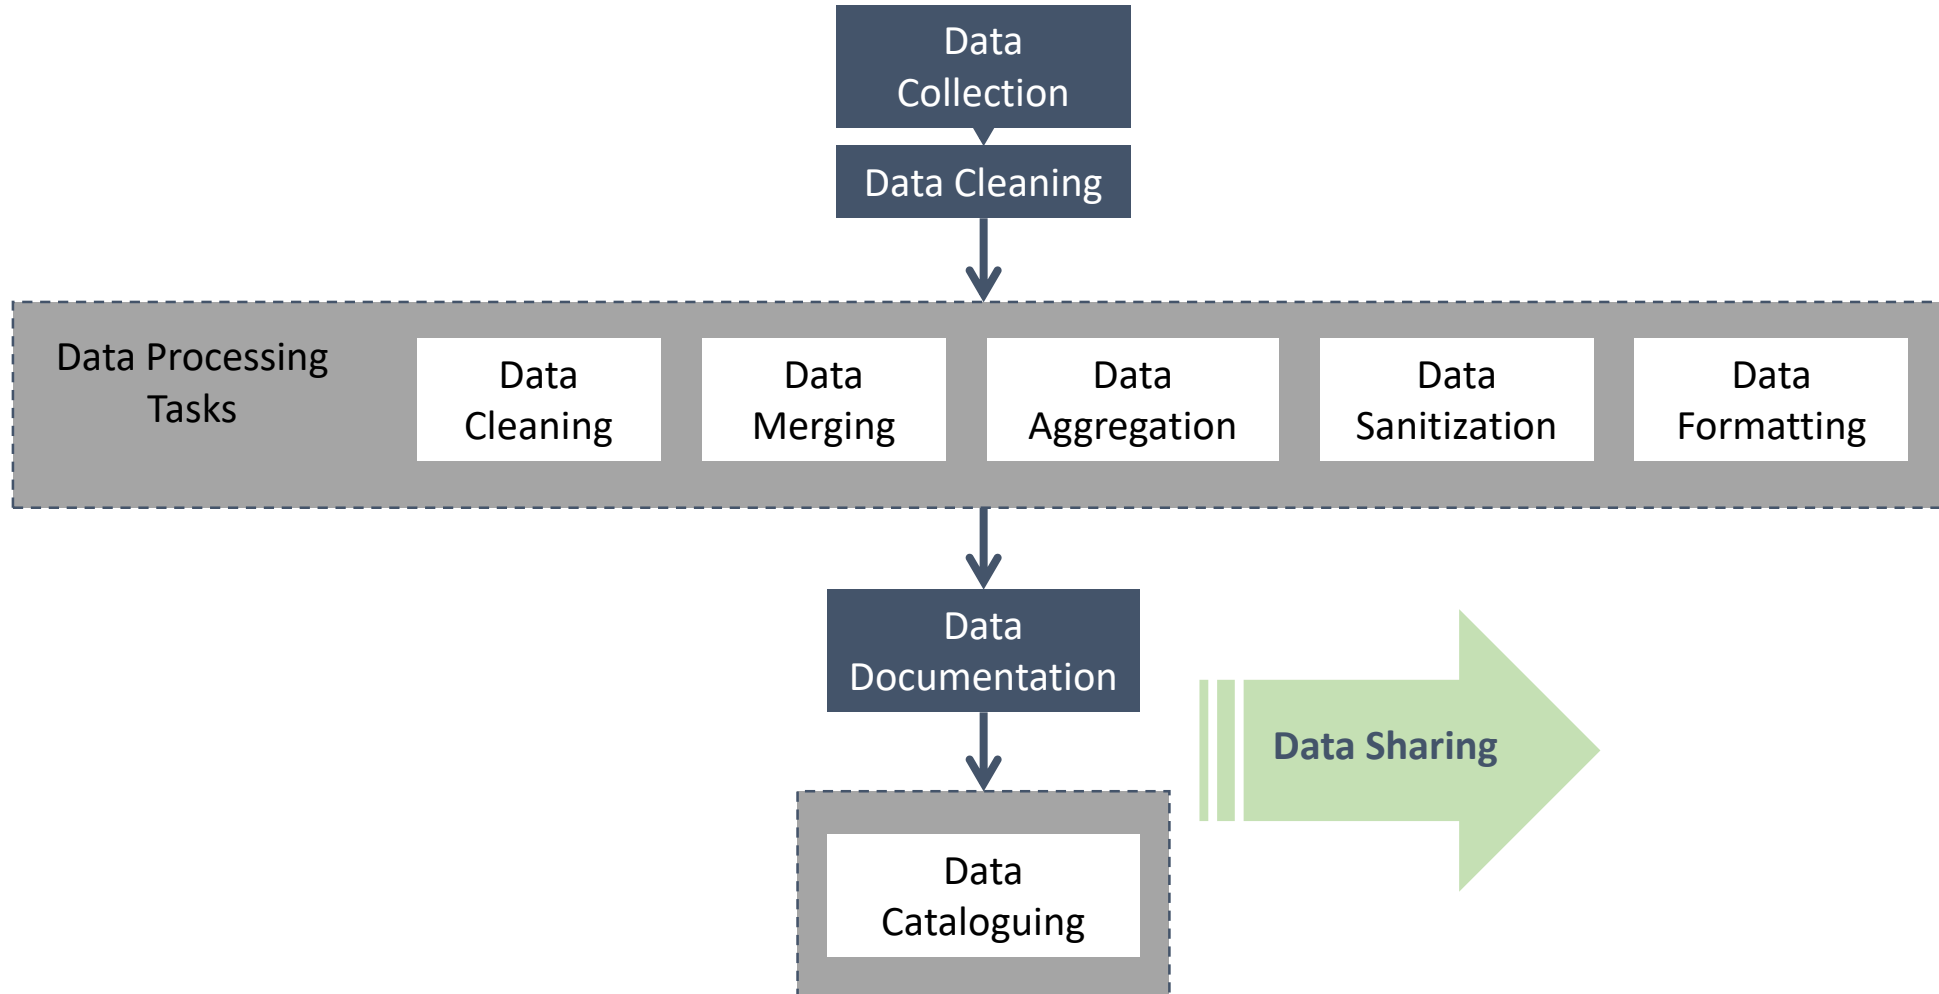 Data
Collection
Data Cleaning
Data Processing
Tasks
Data
Cleaning
Data
Merging
Data
Aggregation
Data
Sanitization
Data
Formatting
Data
Documentation
Data Sharing
Data
Cataloguing